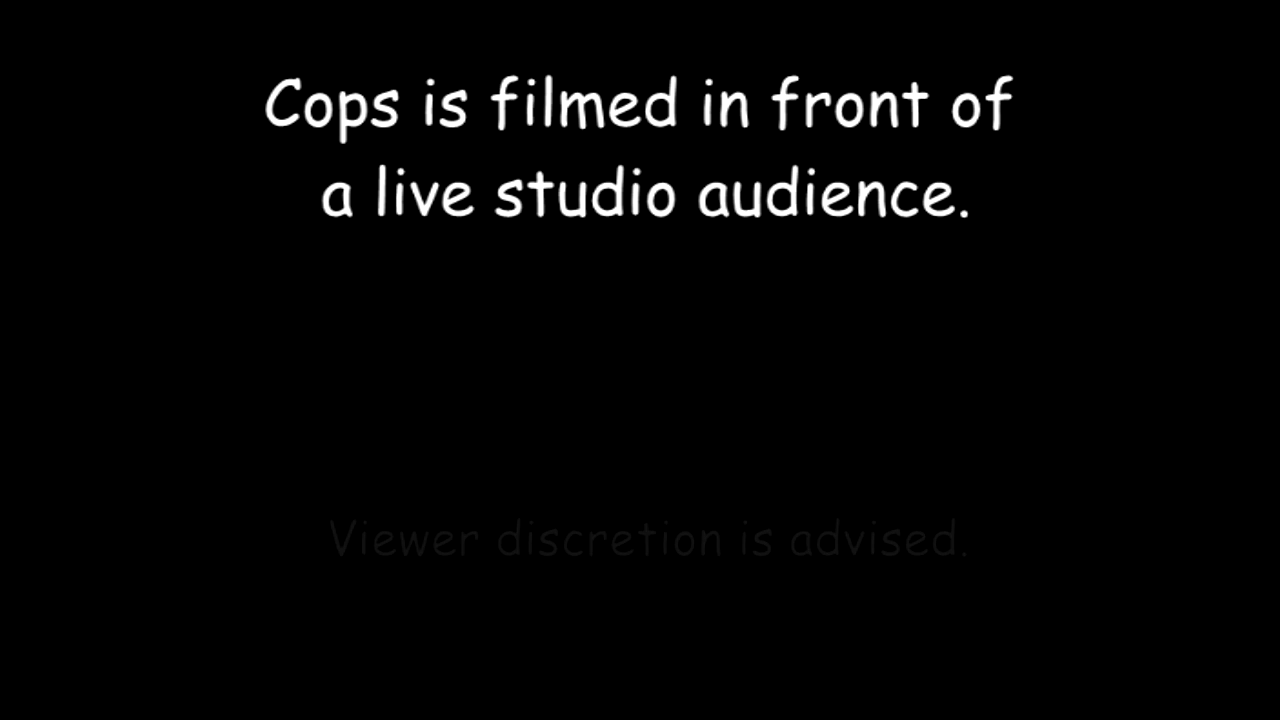 Cops is filmed in front of
a live studio audience.
Viewer discretion is advised.